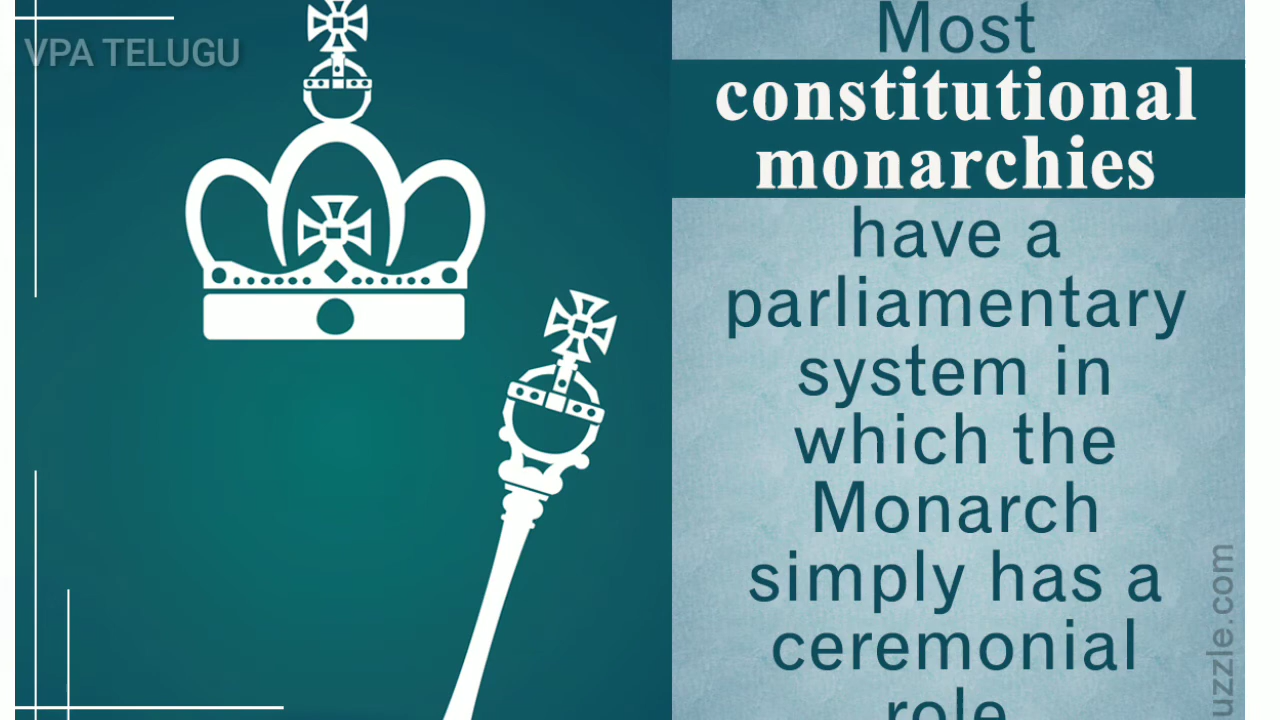 VPA TELUGU
Most
constitutional
monarchies
have a
parliamentary
system in
which the
Monarch
simply has a
ceremonial
role
uzzle.com